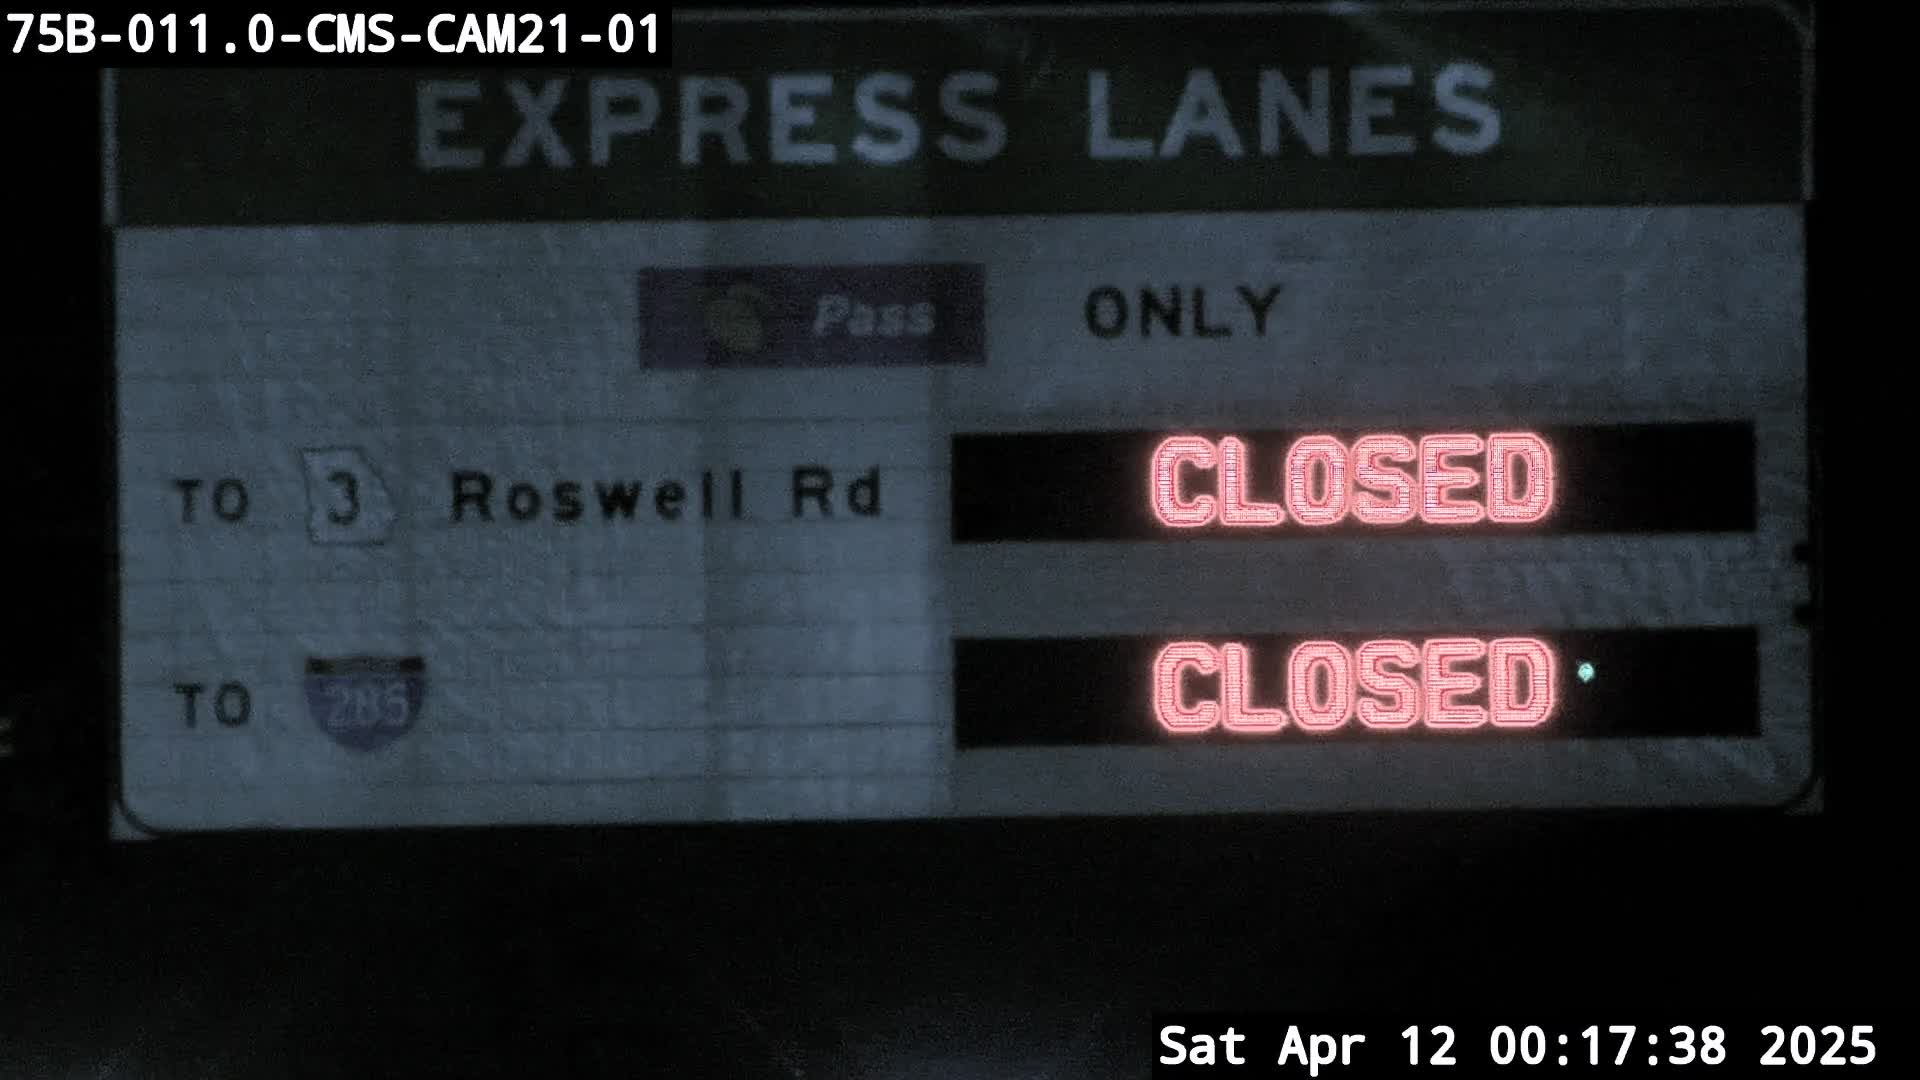 75B-011.0-CMS-CAM21-01
EXPRESS LANES
Pass ONLY
TO 3 Roswell Rd CLOSED
TO 285 CLOSED
Sat Apr 12 00:17:38 2025